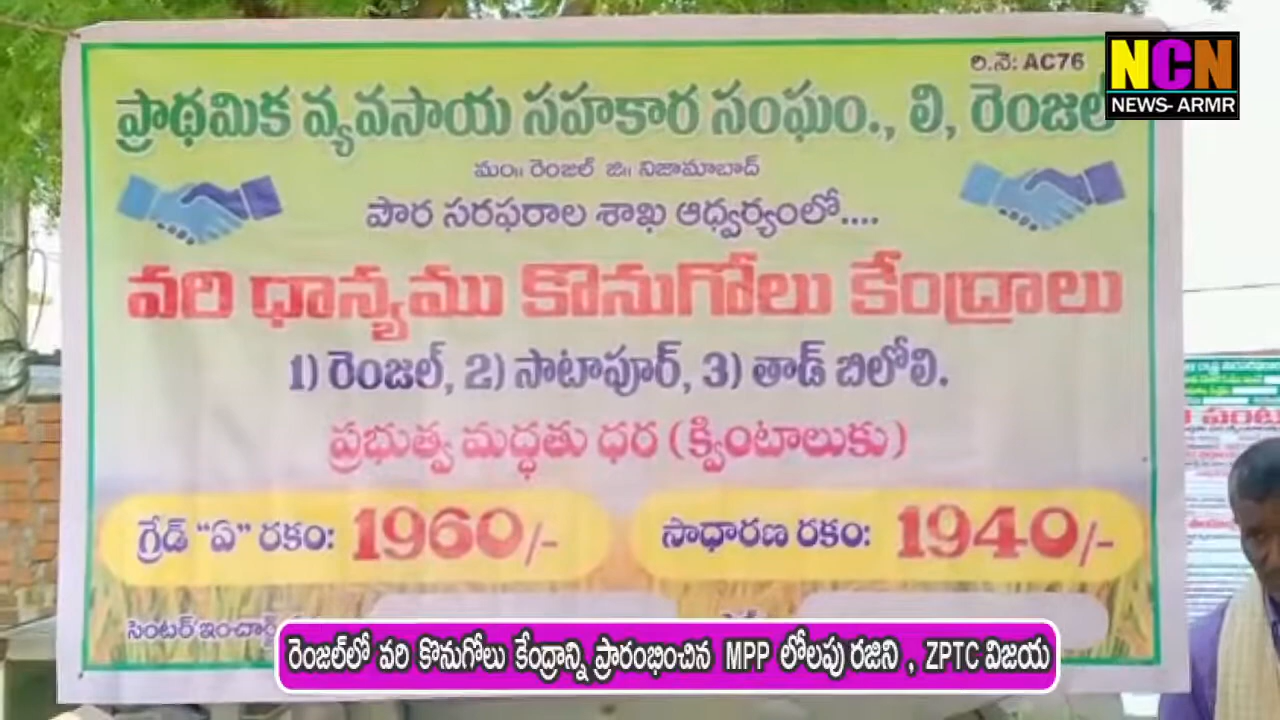 రి.నె: AC76
NCN
NEWS- ARMR
ప్రాథమిక వ్యవసాయ సహకార సంఘం., లి, రెంజల్
మం॥ రెంజల్ జి॥ నిజామాబాద్
పౌర సరఫరాల శాఖ ఆధ్వర్యంలో....
వరి ధాన్యము కొనుగోలు కేంద్రాలు
1) రెంజల్, 2) సాటాపూర్, 3) తాడ్ బిలోలి.
ప్రభుత్వ మద్ధతు ధర (క్వింటాలుకు)
గ్రేడ్ “ఏ” రకం: 1960/-
సాధారణ రకం: 1940/-
సెంటర్ ఇంచార్జ్
రెంజల్‌లో వరి కొనుగోలు కేంద్రాన్ని ప్రారంభించిన MPP లోలపు రజిని , ZPTC విజయ